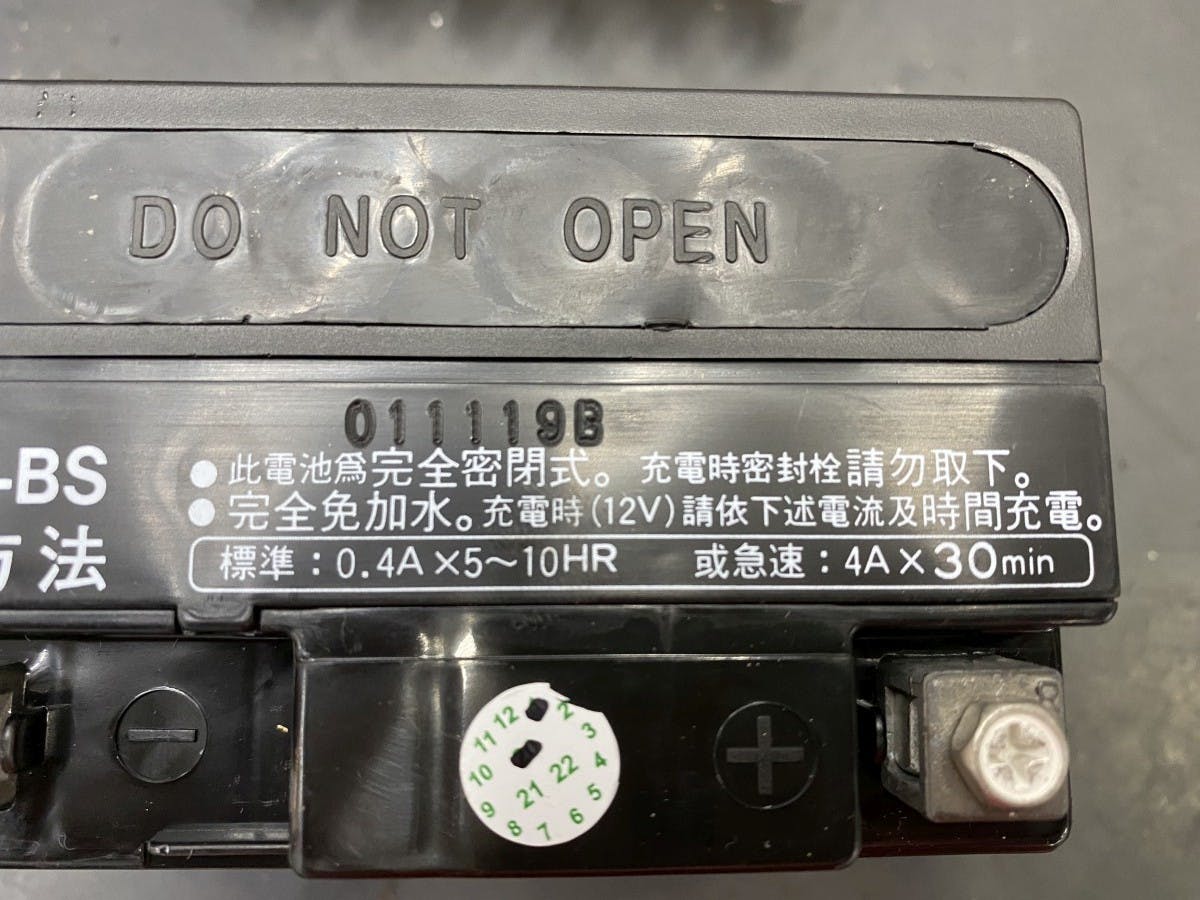 DO NOT OPEN
011119B
-BS
●此電池爲完全密閉式。充電時密封栓請勿取下。
●完全免加水。充電時(12V)請依下述電流及時間充電。
方法
標準：0.4A×5～10HR 或急速：4A×30min
12 2 3 4 5 6 7 8 9 10 11
21 22